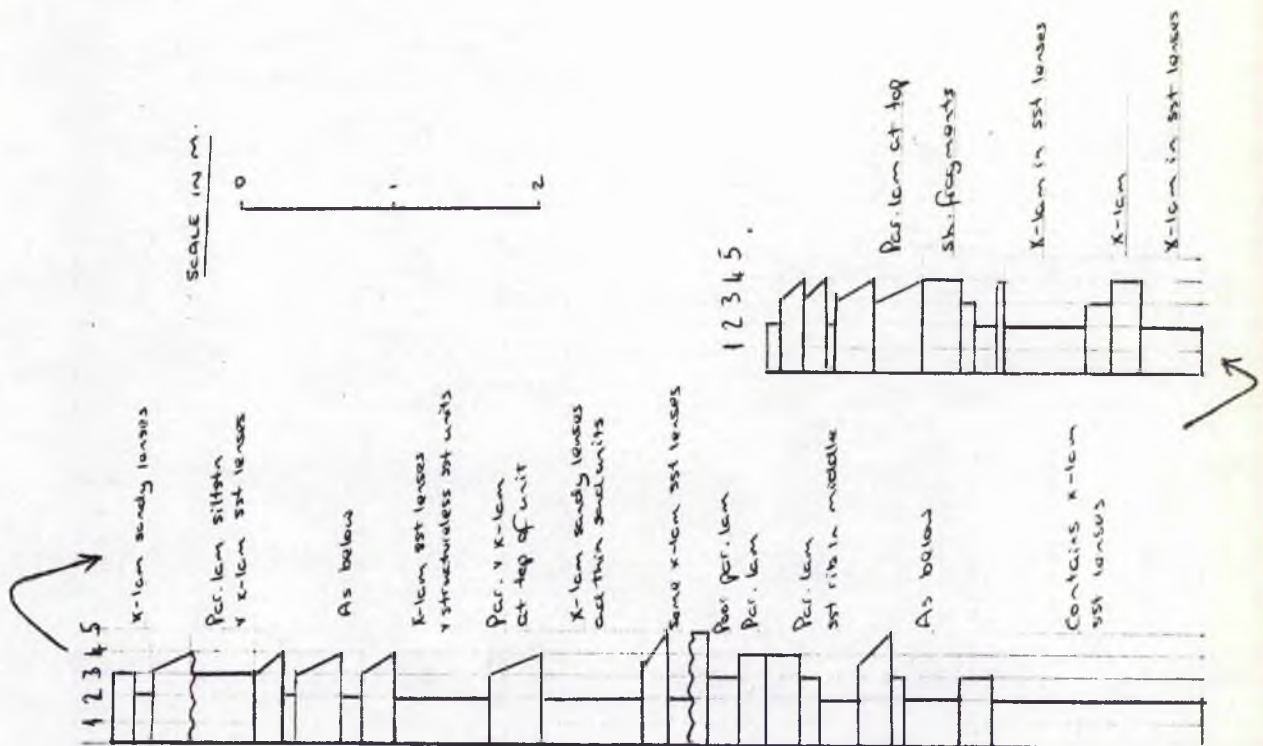 SCALE IN M.
0
1
2
1 2 3 4 5
X-lam sandy lenses
Par. lam siltstn
& x-lam sst lenses
As below
X-lam sst lenses
& structureless sst units
Par. & x-lam
at top of unit
X-lam sandy lenses
and thin sand units
Some x-lam sst lenses
Poor par. lam
Par. lam
Par. lam
sst rib in middle
As below
Contains x-lam
sst lenses
1 2 3 4 5.
Par. lam at top
Sh. fragments
X-lam in sst lenses
X-lam
X-lam in sst lenses